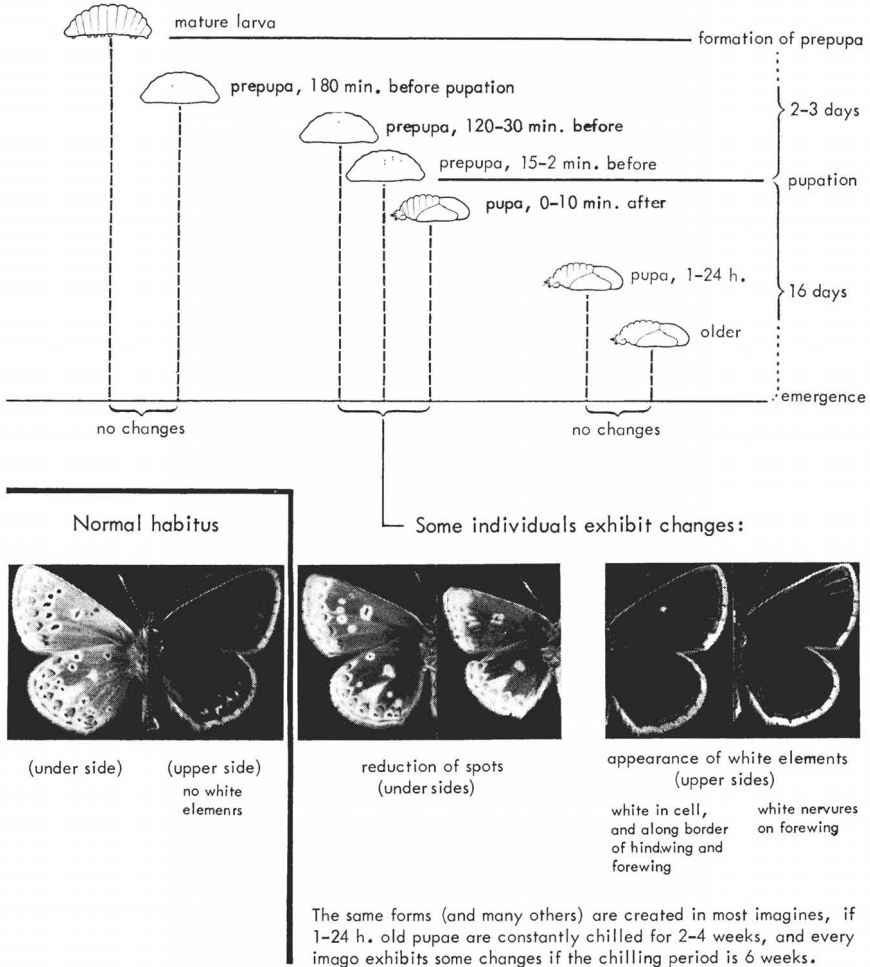 mature larva
formation of prepupa
prepupa, 180 min. before pupation
2-3 days
prepupa, 120-30 min. before
prepupa, 15-2 min. before
pupation
pupa, 0-10 min. after
pupa, 1-24 h.
16 days
older
emergence
no changes
no changes
Normal habitus
Some individuals exhibit changes:
(under side)
(upper side)
no white
elemenrs
reduction of spots
(under sides)
appearance of white elements
(upper sides)
white in cell,
and along border
of hindwing and
forewing
white nervures
on forewing
The same forms (and many others) are created in most imagines, if
1-24 h. old pupae are constantly chilled for 2-4 weeks, and every
imago exhibits some changes if the chilling period is 6 weeks.